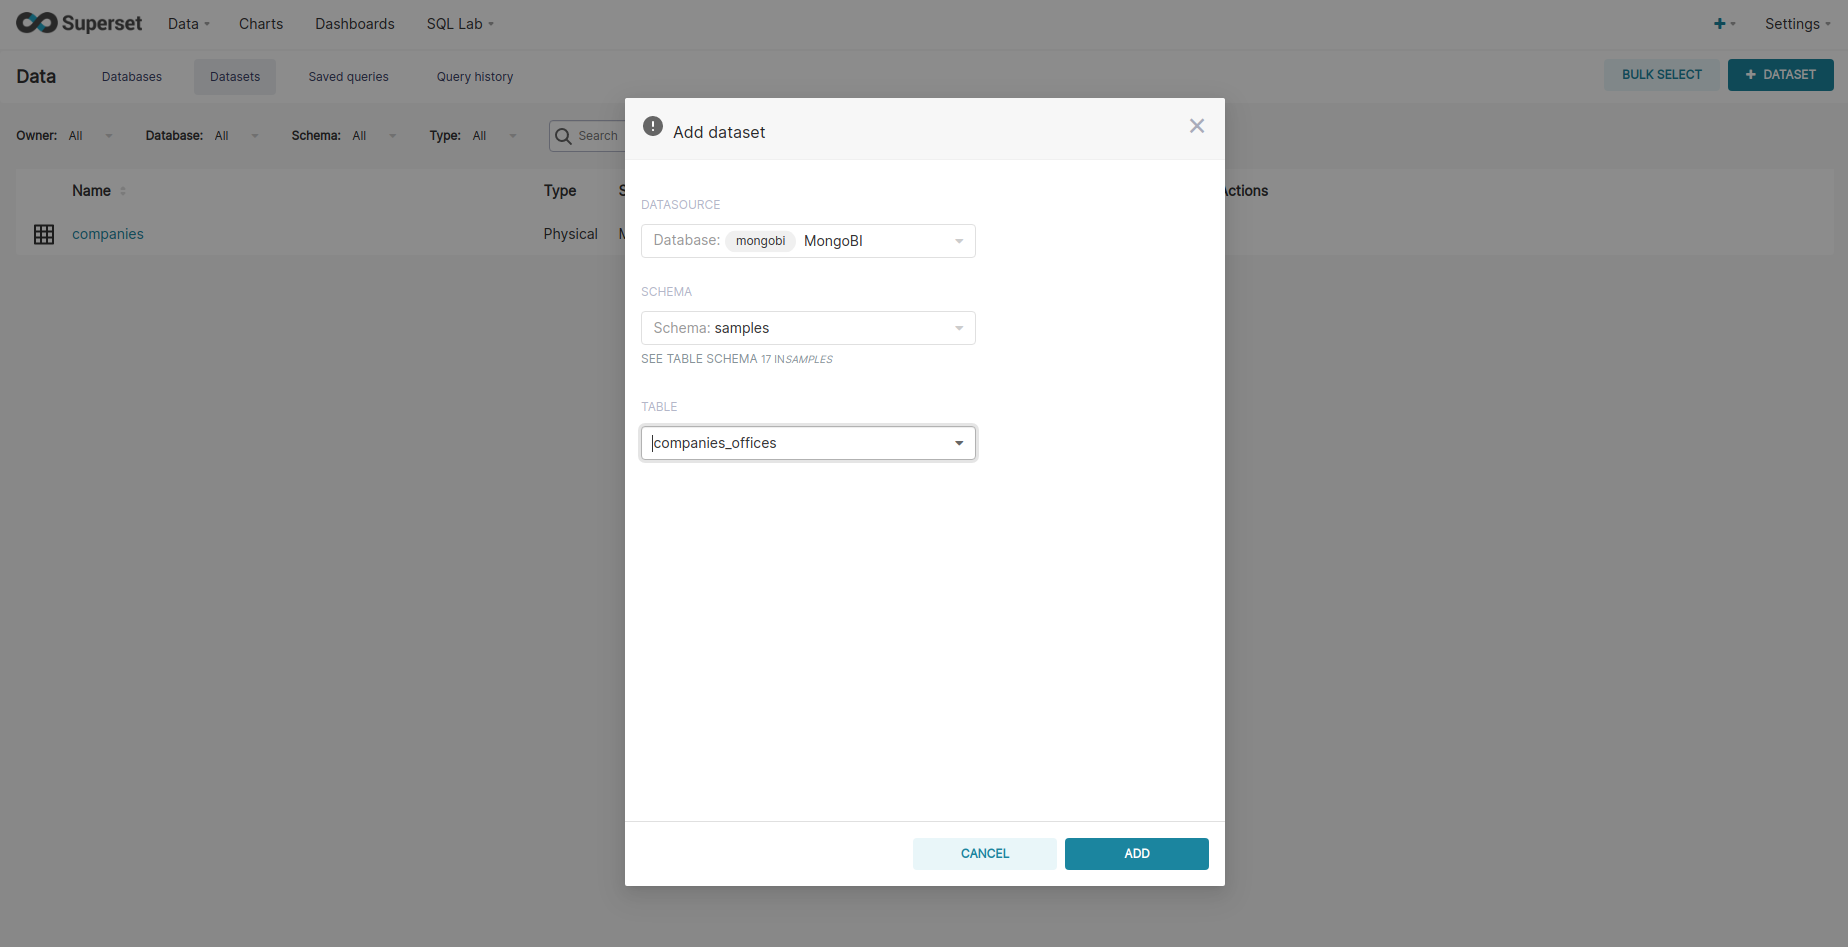 Superset Data Charts Dashboards SQL Lab Settings
Data Databases Datasets Saved queries Query history BULK SELECT + DATASET
Owner: All Database: All Schema: All Type: All Search
Name Type Actions
companies Physical
Add dataset
DATASOURCE
Database: mongobi MongoBI
SCHEMA
Schema: samples
SEE TABLE SCHEMA 17 IN SAMPLES
TABLE
companies_offices
CANCEL ADD